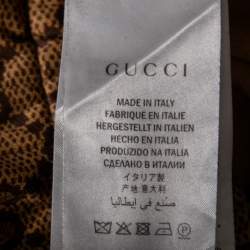 GUCCI
MADE IN ITALY
FABRIQUÉ EN ITALIE
HERGESTELLT IN ITALIEN
HECHO EN ITALIA
PRODUZIDO NA ITÁLIA
СДЕЛАНО В ИТАЛИИ
イタリア製
产地 意大利
صنع في إيطاليا